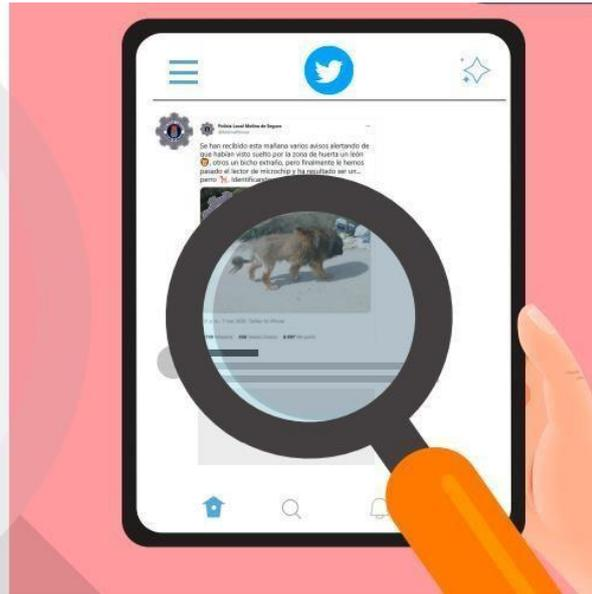 Policía Local Molina de Segura
Se han recibido esta mañana varios avisos alertando de
que habían visto suelto por la zona de huerta un león
🦁, otros un bicho extraño, pero finalmente le hemos
pasado el lector de microchip y ha resultado ser un...
perro 🐕. Identificando